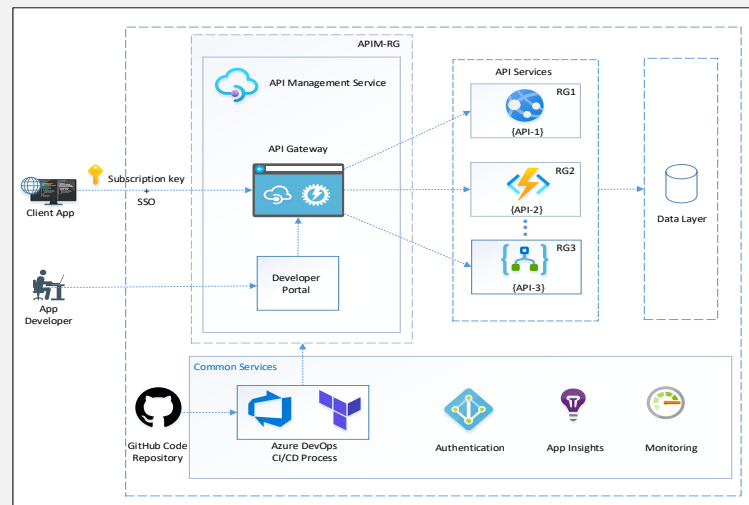 APIM-RG
API Management Service
API Gateway
Subscription key
+
SSO
Client App
App
Developer
Developer
Portal
API Services
RG1
{API-1}
RG2
{API-2}
RG3
{API-3}
Data Layer
Common Services
GitHub Code
Repository
Azure DevOps
CI/CD Process
Authentication
App Insights
Monitoring